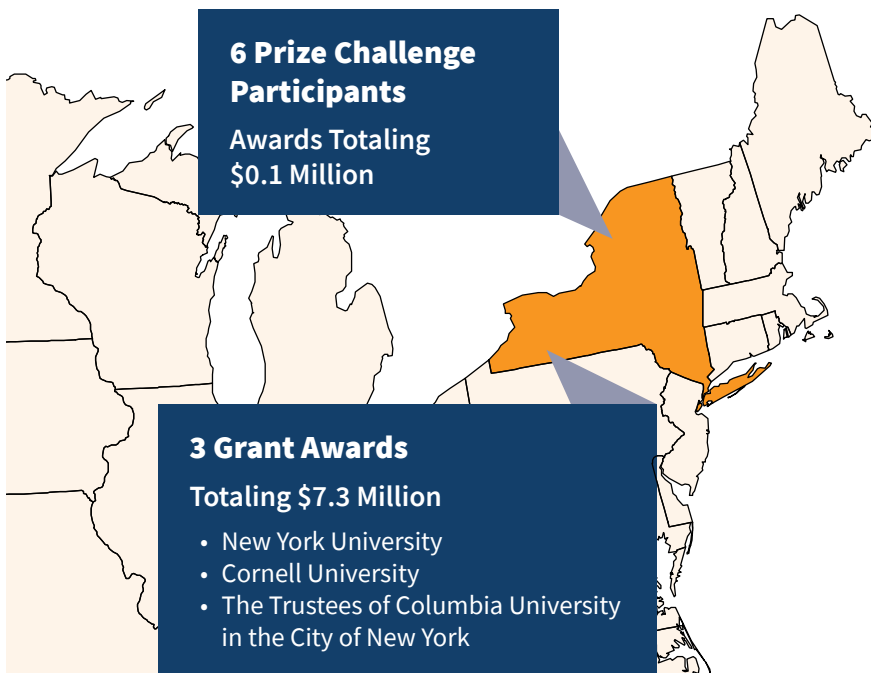 6 Prize Challenge
Participants
Awards Totaling
$0.1 Million
3 Grant Awards
Totaling $7.3 Million
• New York University
• Cornell University
• The Trustees of Columbia University
in the City of New York